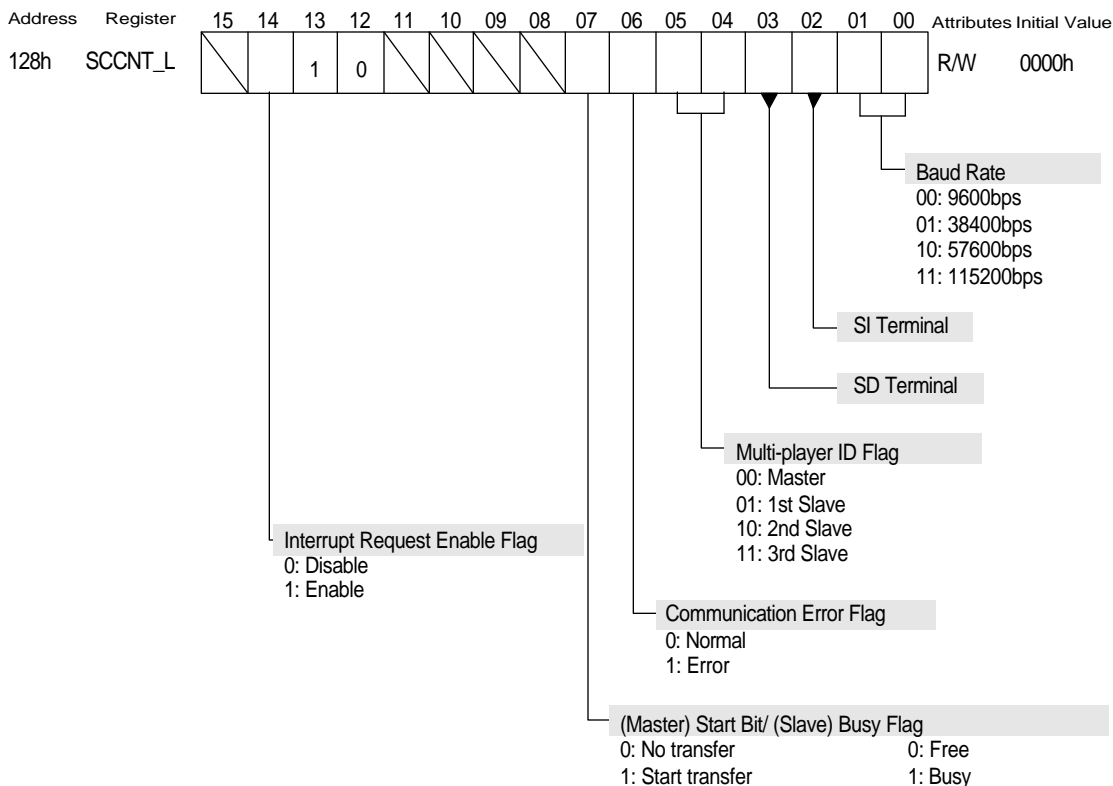 Address Register 15 14 13 12 11 10 09 08 07 06 05 04 03 02 01 00 Attributes Initial Value
128h SCCNT_L 1 0 R/W 0000h
Baud Rate
00: 9600bps
01: 38400bps
10: 57600bps
11: 115200bps
SI Terminal
SD Terminal
Multi-player ID Flag
00: Master
01: 1st Slave
10: 2nd Slave
11: 3rd Slave
Interrupt Request Enable Flag
0: Disable
1: Enable
Communication Error Flag
0: Normal
1: Error
(Master) Start Bit/ (Slave) Busy Flag
0: No transfer 0: Free
1: Start transfer 1: Busy